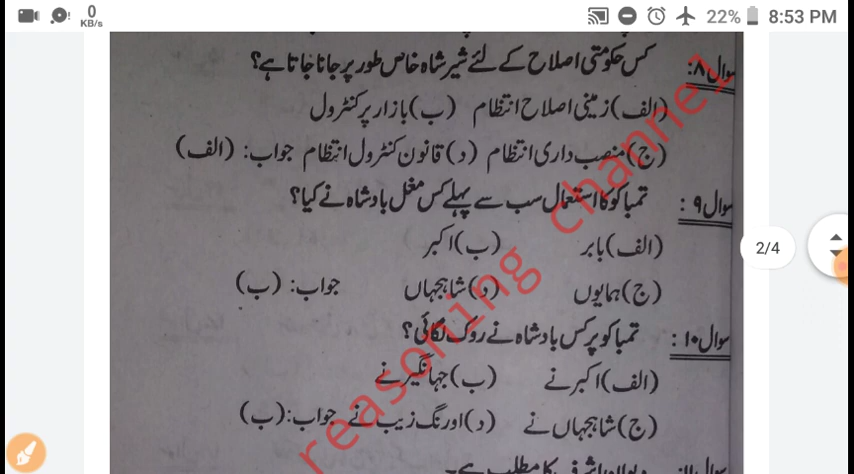 0
KB/s
22%
8:53 PM
سوال ۸: کس حکومتی اصلاح کے لئے شیر شاہ خاص طور پر جانا جاتا ہے؟
(الف) زمینی اصلاح انتظام (ب) بازار پر کنٹرول
(ج) منصب داری انتظام (د) قانون کنٹرول انتظام جواب: (الف)
سوال ۹: تمباکو کا استعمال سب سے پہلے کس مغل بادشاہ نے کیا؟
(الف) بابر (ب) اکبر
(ج) ہمایوں (د) شاہجہاں جواب: (ب)
سوال ۱۰: تمباکو پر کس بادشاہ نے روک لگائی؟
(الف) اکبر نے (ب) جہانگیر نے
(ج) شاہجہاں نے (د) اورنگ زیب نے جواب: (ب)
کا مطلب ہے۔
reasoning channel
2/4